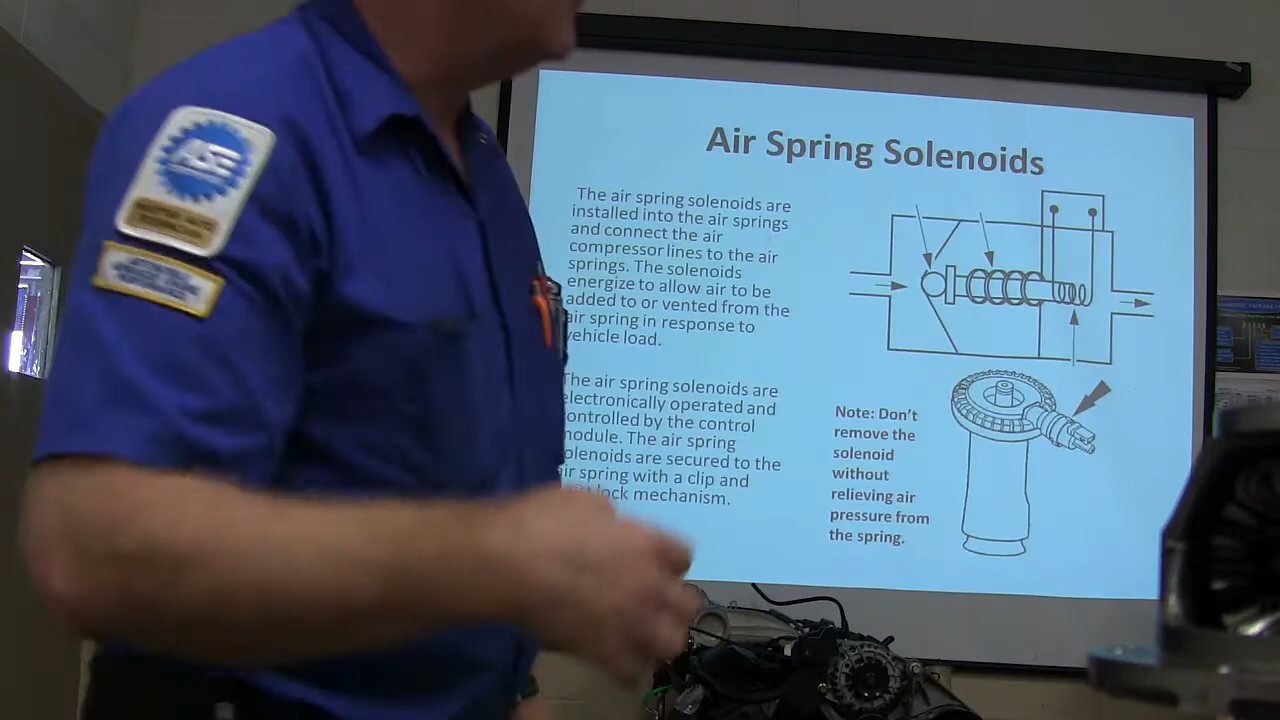 ASE
Air Spring Solenoids
The air spring solenoids are
installed into the air springs
and connect the air
compressor lines to the air
springs. The solenoids
energize to allow air to be
added to or vented from the
air spring in response to
vehicle load.
The air spring solenoids are
electronically operated and
controlled by the control
module. The air spring
solenoids are secured to the
air spring with a clip and
lock mechanism.
Note: Don't
remove the
solenoid
without
relieving air
pressure from
the spring.